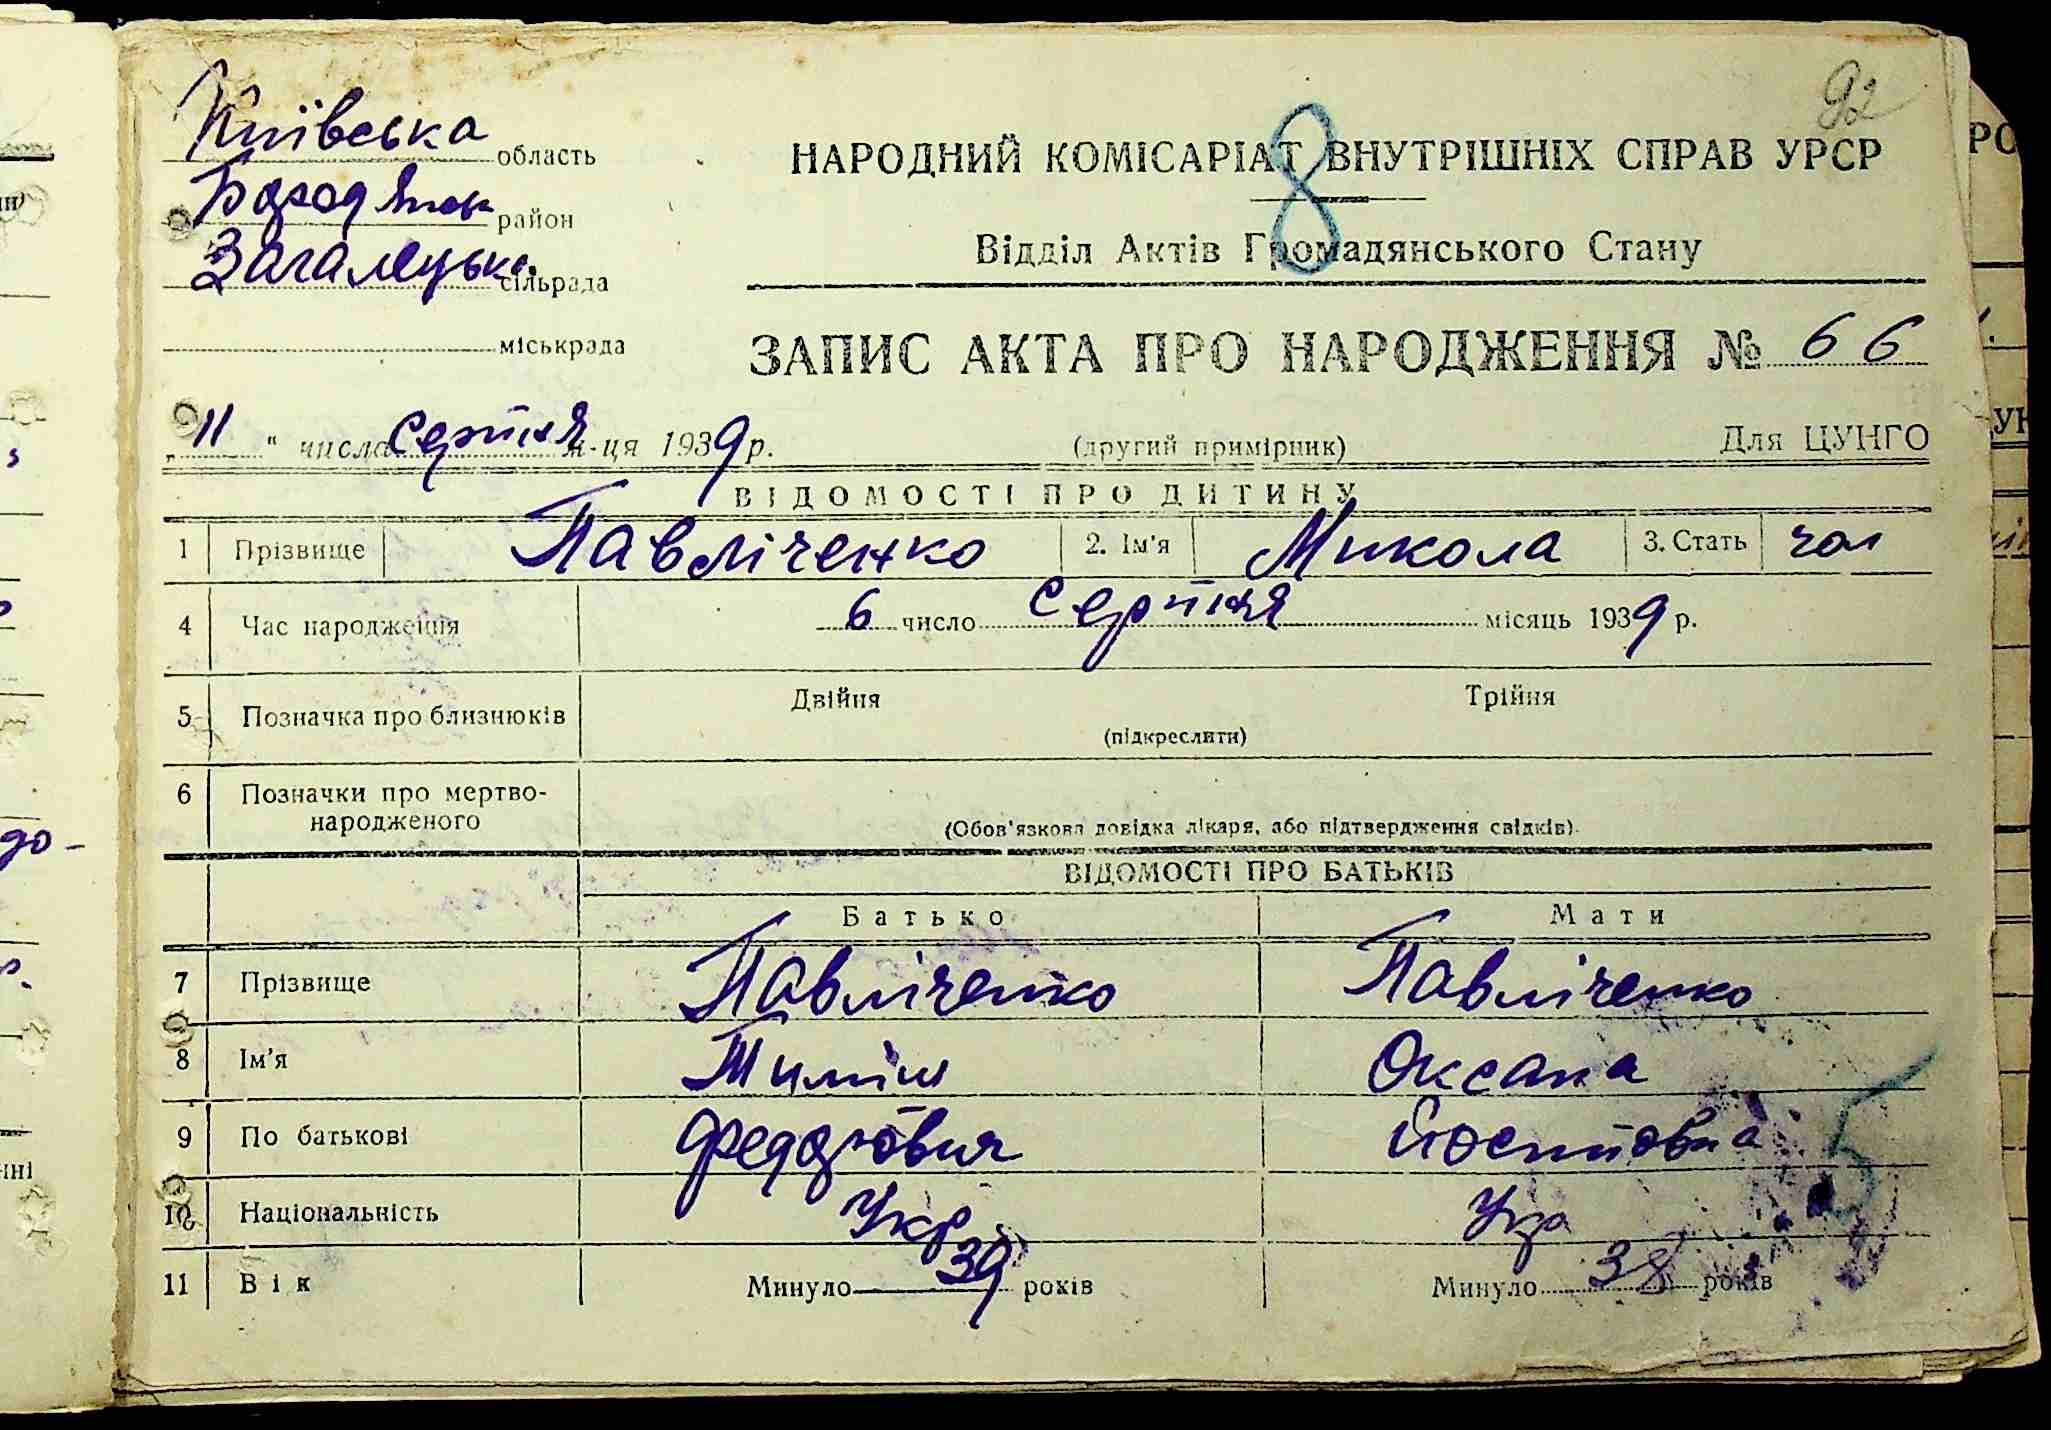 92
Київська область
НАРОДНИЙ КОМІСАРІАТ ВНУТРІШНІХ СПРАВ УРСР
8
Бородянськ район
Відділ Актів Громадянського Стану
Загалецька сільрада
міськрада
ЗАПИС АКТА ПРО НАРОДЖЕННЯ № 66
„11“ числа серпня м-ця 1939 р. (другий примірник) Для ЦУНГО
ВІДОМОСТІ ПРО ДИТИНУ
1 Прізвище Павліченко 2. Ім'я Микола 3. Стать чол
4 Час народження 6 число серпня місяць 1939 р.
5 Позначка про близнюків Двійня Трійня
(підкреслити)
6 Позначки про мертво-
народженого
(Обов'язкова довідка лікаря, або підтвердження свідків).
ВІДОМОСТІ ПРО БАТЬКІВ
Батько Мати
7 Прізвище Павліченко Павліченко
8 Ім'я Тиміш Оксана
9 По батькові Федорович Йосиповна
10 Національність Укр Укр
11 Вік Минуло 39 років Минуло 38 років